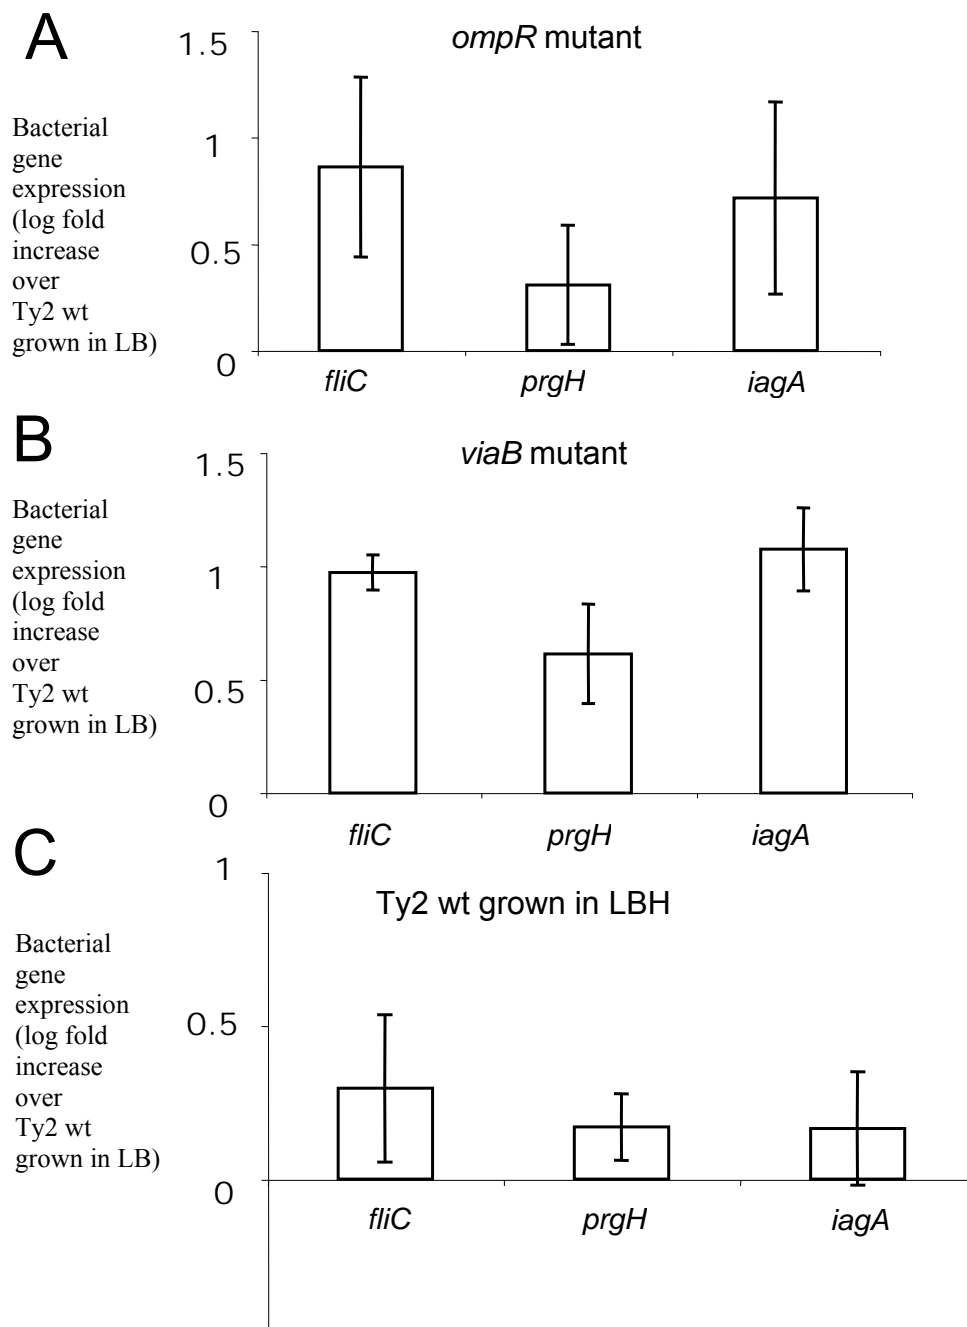 A
ompR mutant
Bacterial
gene
expression
(log fold
increase
over
Ty2 wt
grown in LB)
1.5
1
0.5
0
fliC prgH iagA
B
viaB mutant
Bacterial
gene
expression
(log fold
increase
over
Ty2 wt
grown in LB)
1.5
1
0.5
0
fliC prgH iagA
C
Ty2 wt grown in LBH
Bacterial
gene
expression
(log fold
increase
over
Ty2 wt
grown in LB)
1
0.5
0
fliC prgH iagA